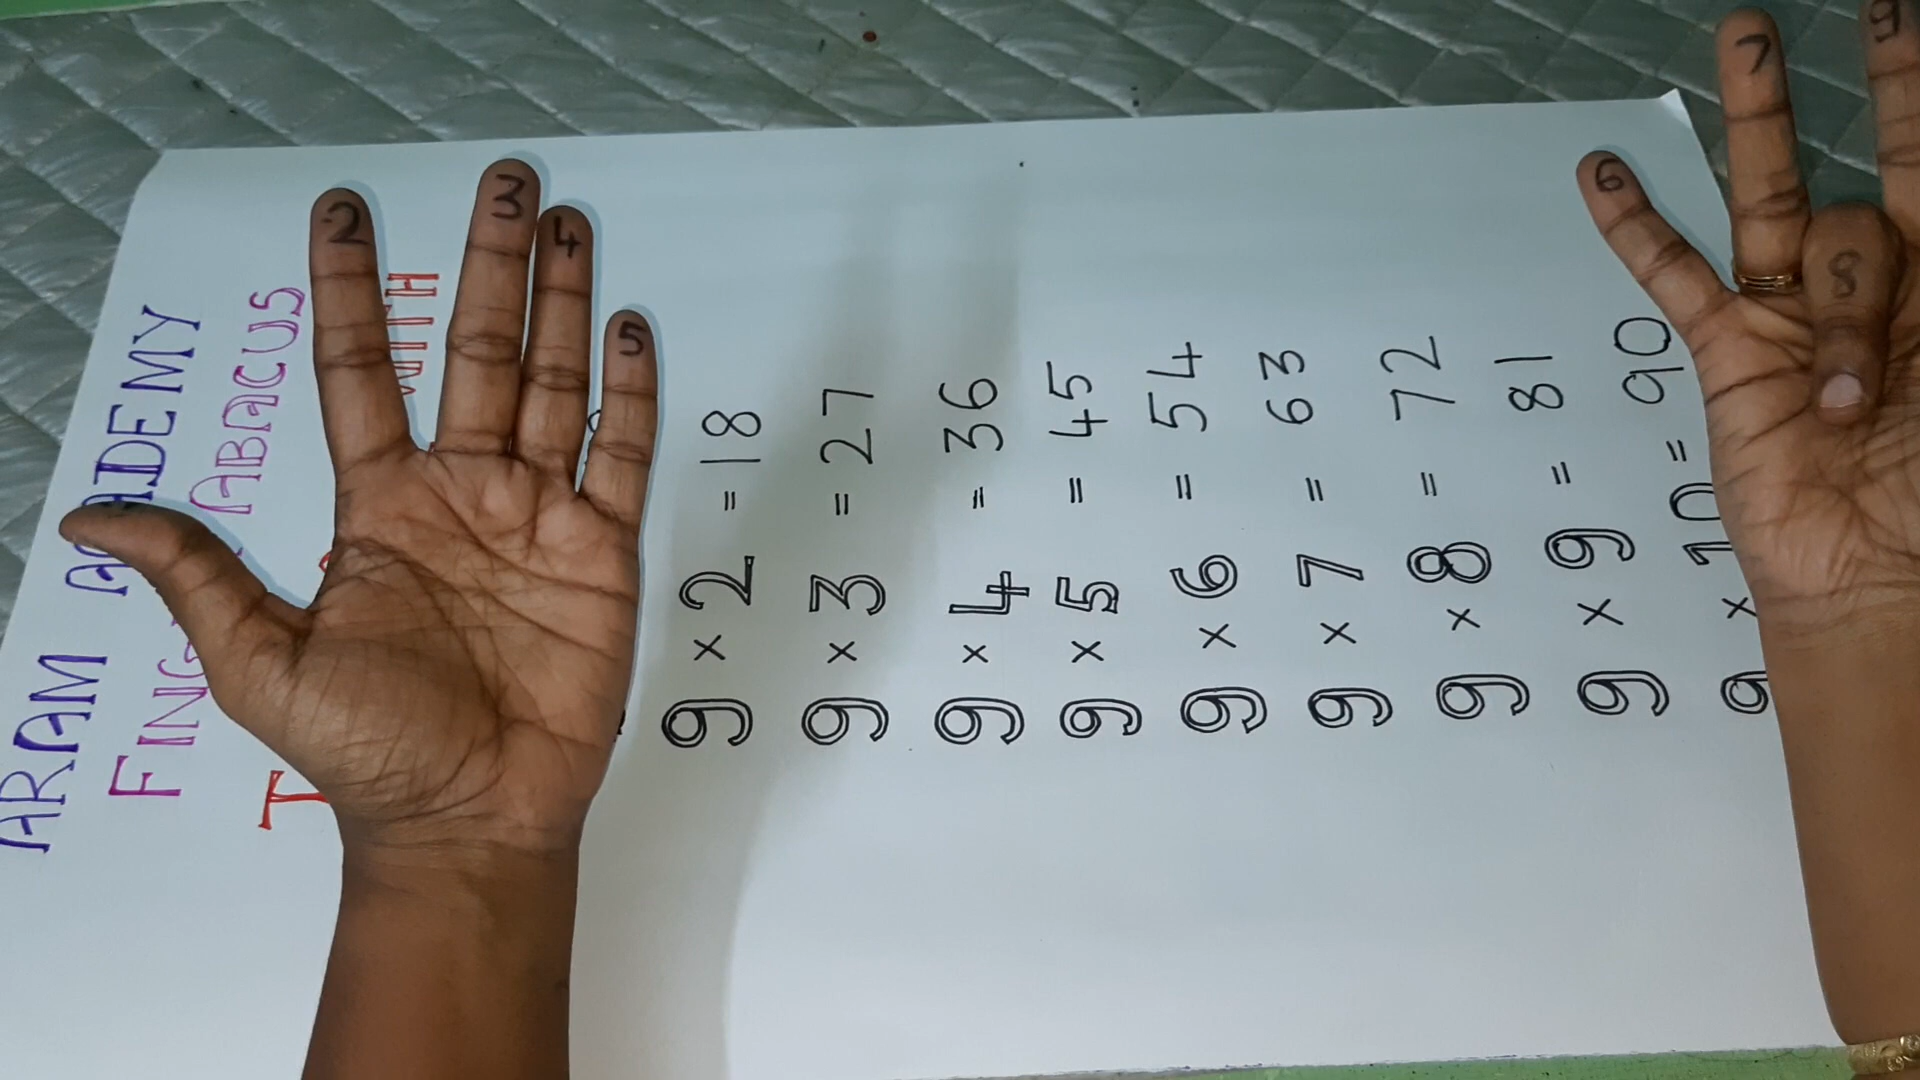 ARAM
FING
ABACUS
WITH
9 × 2 = 18
9 × 3 = 27
9 × 4 = 36
9 × 5 = 45
9 × 6 = 54
9 × 7 = 63
9 × 8 = 72
9 × 9 = 81
9 × 10 = 90
2
3
4
5
6
7
8
9